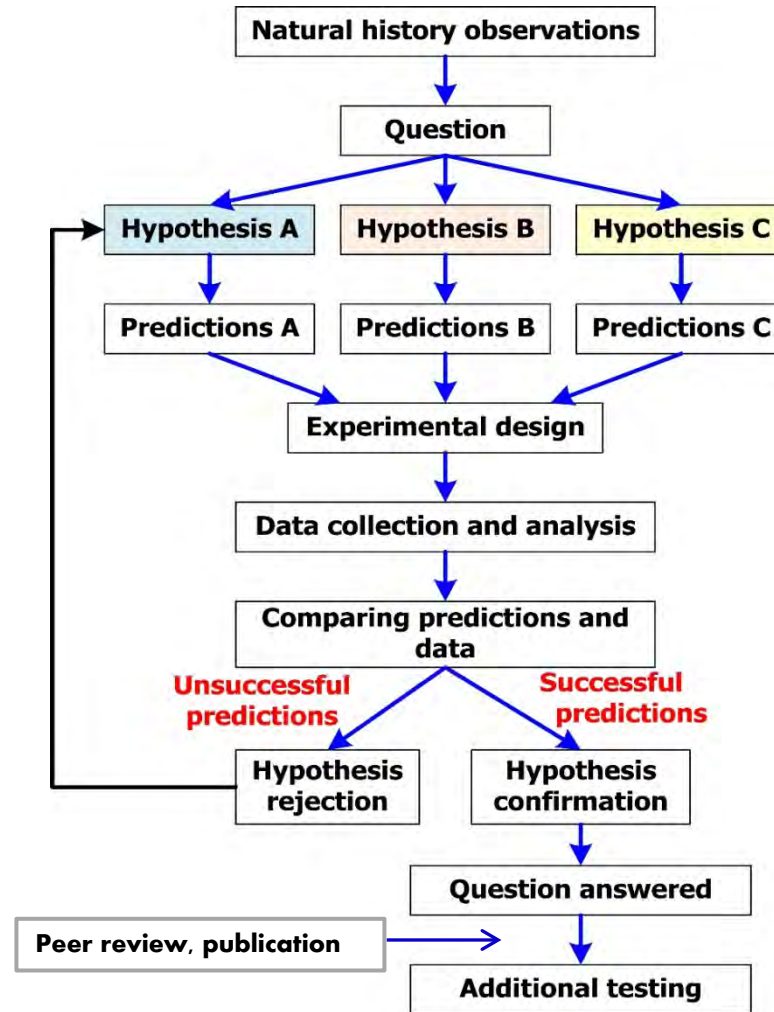 Natural history observations
Question
Hypothesis A
Hypothesis B
Hypothesis C
Predictions A
Predictions B
Predictions C
Experimental design
Data collection and analysis
Comparing predictions and
data
Unsuccessful
predictions
Successful
predictions
Hypothesis
rejection
Hypothesis
confirmation
Question answered
Peer review, publication
Additional testing